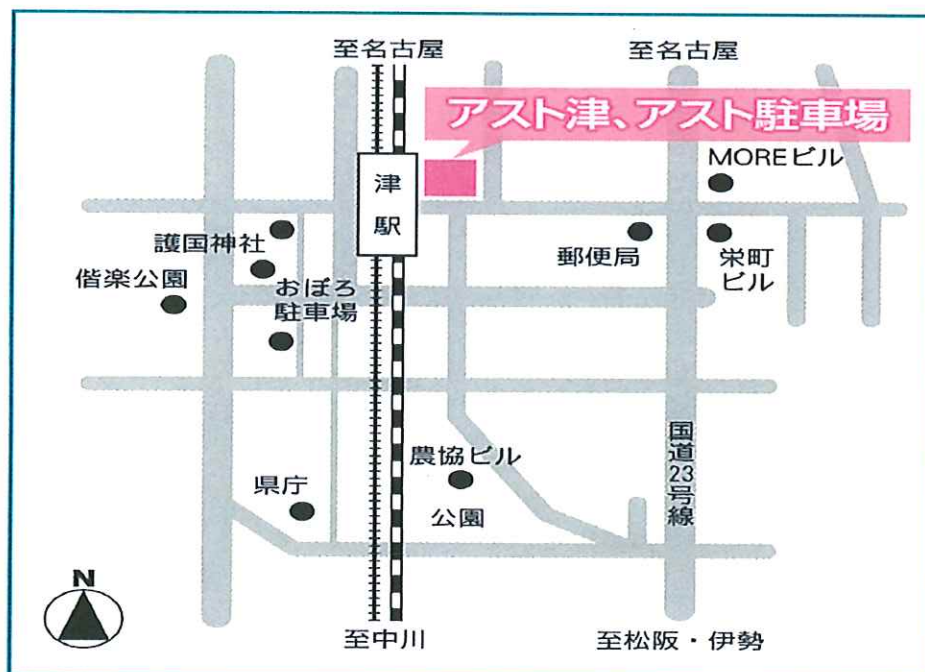 至名古屋
至名古屋
アスト津、アスト駐車場
MOREビル
津
駅
護国神社
郵便局
栄町
ビル
偕楽公園
おぼろ
駐車場
国道23号線
農協ビル
県庁
公園
N
至中川
至松阪・伊勢